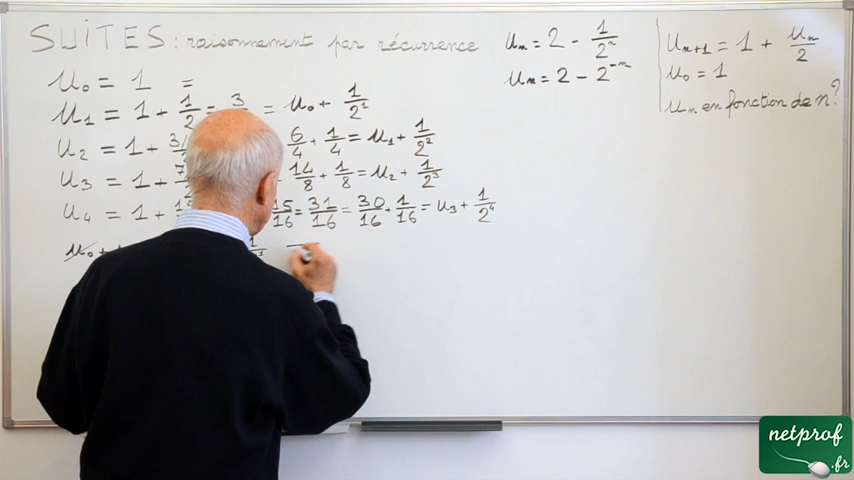 SUITES : raisonnement par récurrence
uₙ = 2 - 1/2ⁿ
uₙ = 2 - 2⁻ⁿ
uₙ₊₁ = 1 + uₙ/2
u₀ = 1
uₙ en fonction de n ?
u₀ = 1 =
u₁ = 1 + 1/2 = 3 = u₀ + 1/2¹
u₂ = 1 + 6/4 + 1/4 = u₁ + 1/2²
u₃ = 1 + 14/8 + 1/8 = u₂ + 1/2³
u₄ = 1 + 15/16 = 31/16 = 30/16 + 1/16 = u₃ + 1/2⁴
u₀ +
netprof
.fr